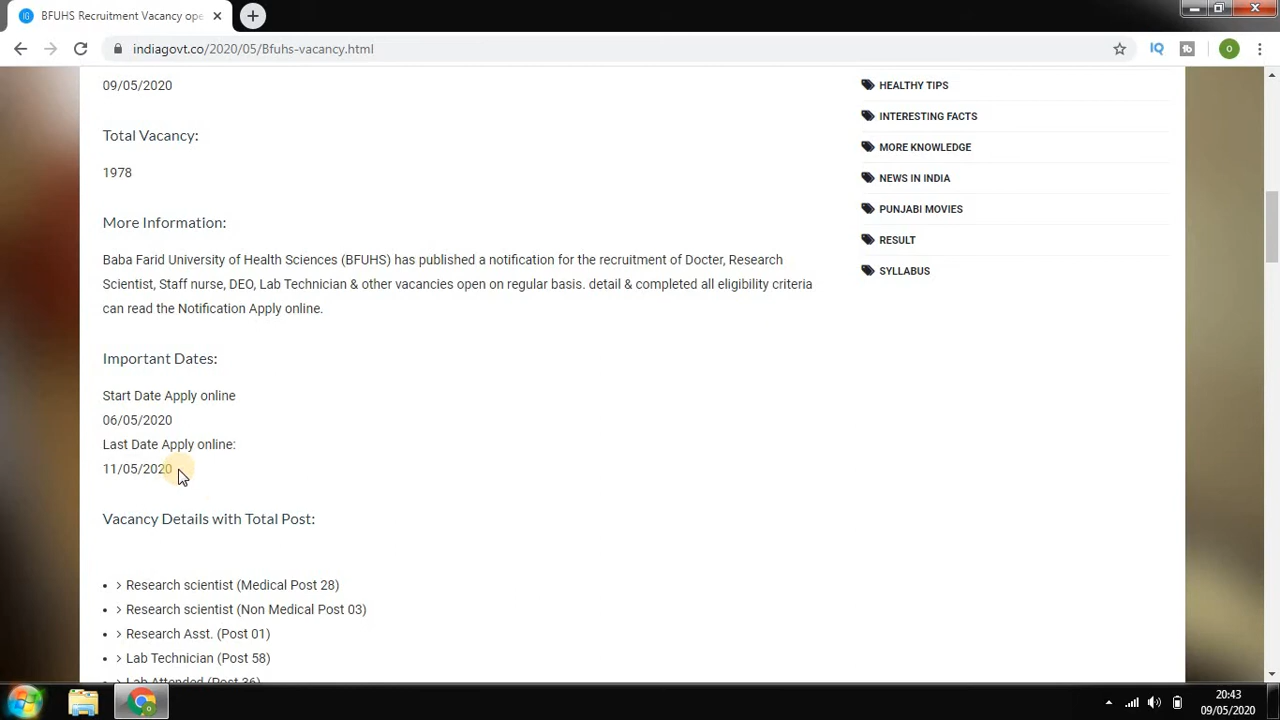 BFUHS Recruitment Vacancy ope
indiagovt.co/2020/05/Bfuhs-vacancy.html
09/05/2020
Total Vacancy:
1978
More Information:
Baba Farid University of Health Sciences (BFUHS) has published a notification for the recruitment of Docter, Research
Scientist, Staff nurse, DEO, Lab Technician & other vacancies open on regular basis. detail & completed all eligibility criteria
can read the Notification Apply online.
Important Dates:
Start Date Apply online
06/05/2020
Last Date Apply online:
11/05/2020
Vacancy Details with Total Post:
Research scientist (Medical Post 28)
Research scientist (Non Medical Post 03)
Research Asst. (Post 01)
Lab Technician (Post 58)
Lab Attended (Post 36)
HEALTHY TIPS
INTERESTING FACTS
MORE KNOWLEDGE
NEWS IN INDIA
PUNJABI MOVIES
RESULT
SYLLABUS
20:43
09/05/2020